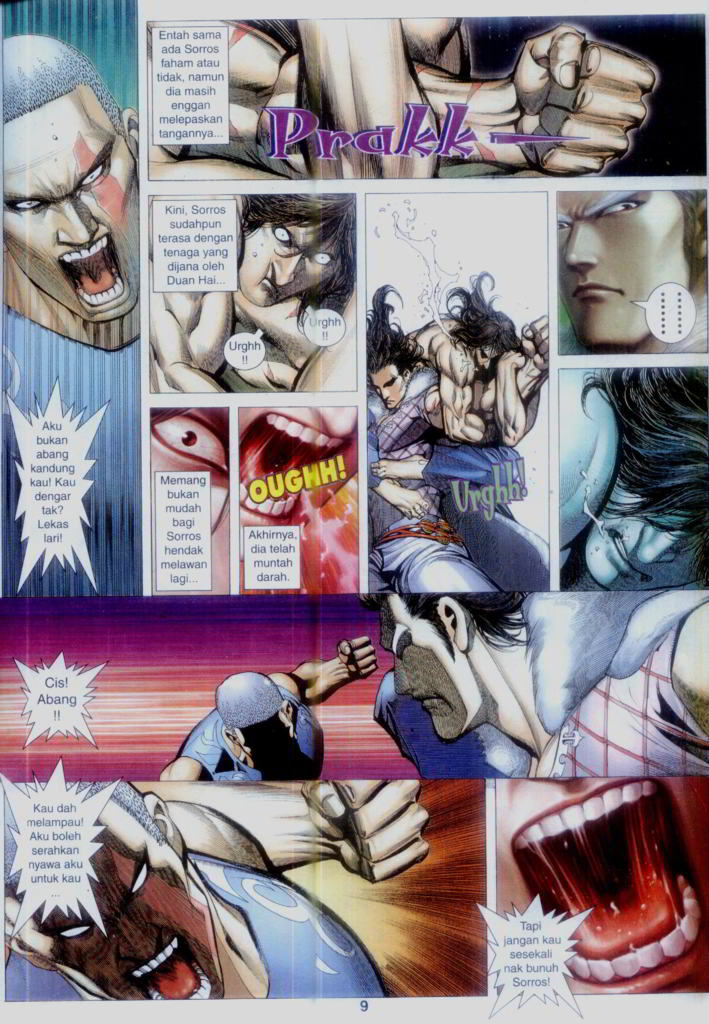 Entah sama
ada Sorros
faham atau
tidak, namun
dia masih
enggan
melepaskan
tangannya...
Prakk
Aku
bukan
abang
kandung
kau! Kau
dengar
tak?
Lekas
lari!
Kini, Sorros
sudahpun
terasa dengan
tenaga yang
dijana oleh
Duan Hai...
Urghh
!!
Urghh
!!
Urghh!
Memang
bukan
mudah
bagi
Sorros
hendak
melawan
lagi...
OUGHH!
Akhirnya,
dia telah
muntah
darah.
Cis!
Abang
!!
Kau dah
melampau!
Aku boleh
serahkan
nyawa aku
untuk kau
...
Tapi
jangan kau
sesekali
nak bunuh
Sorros!
9